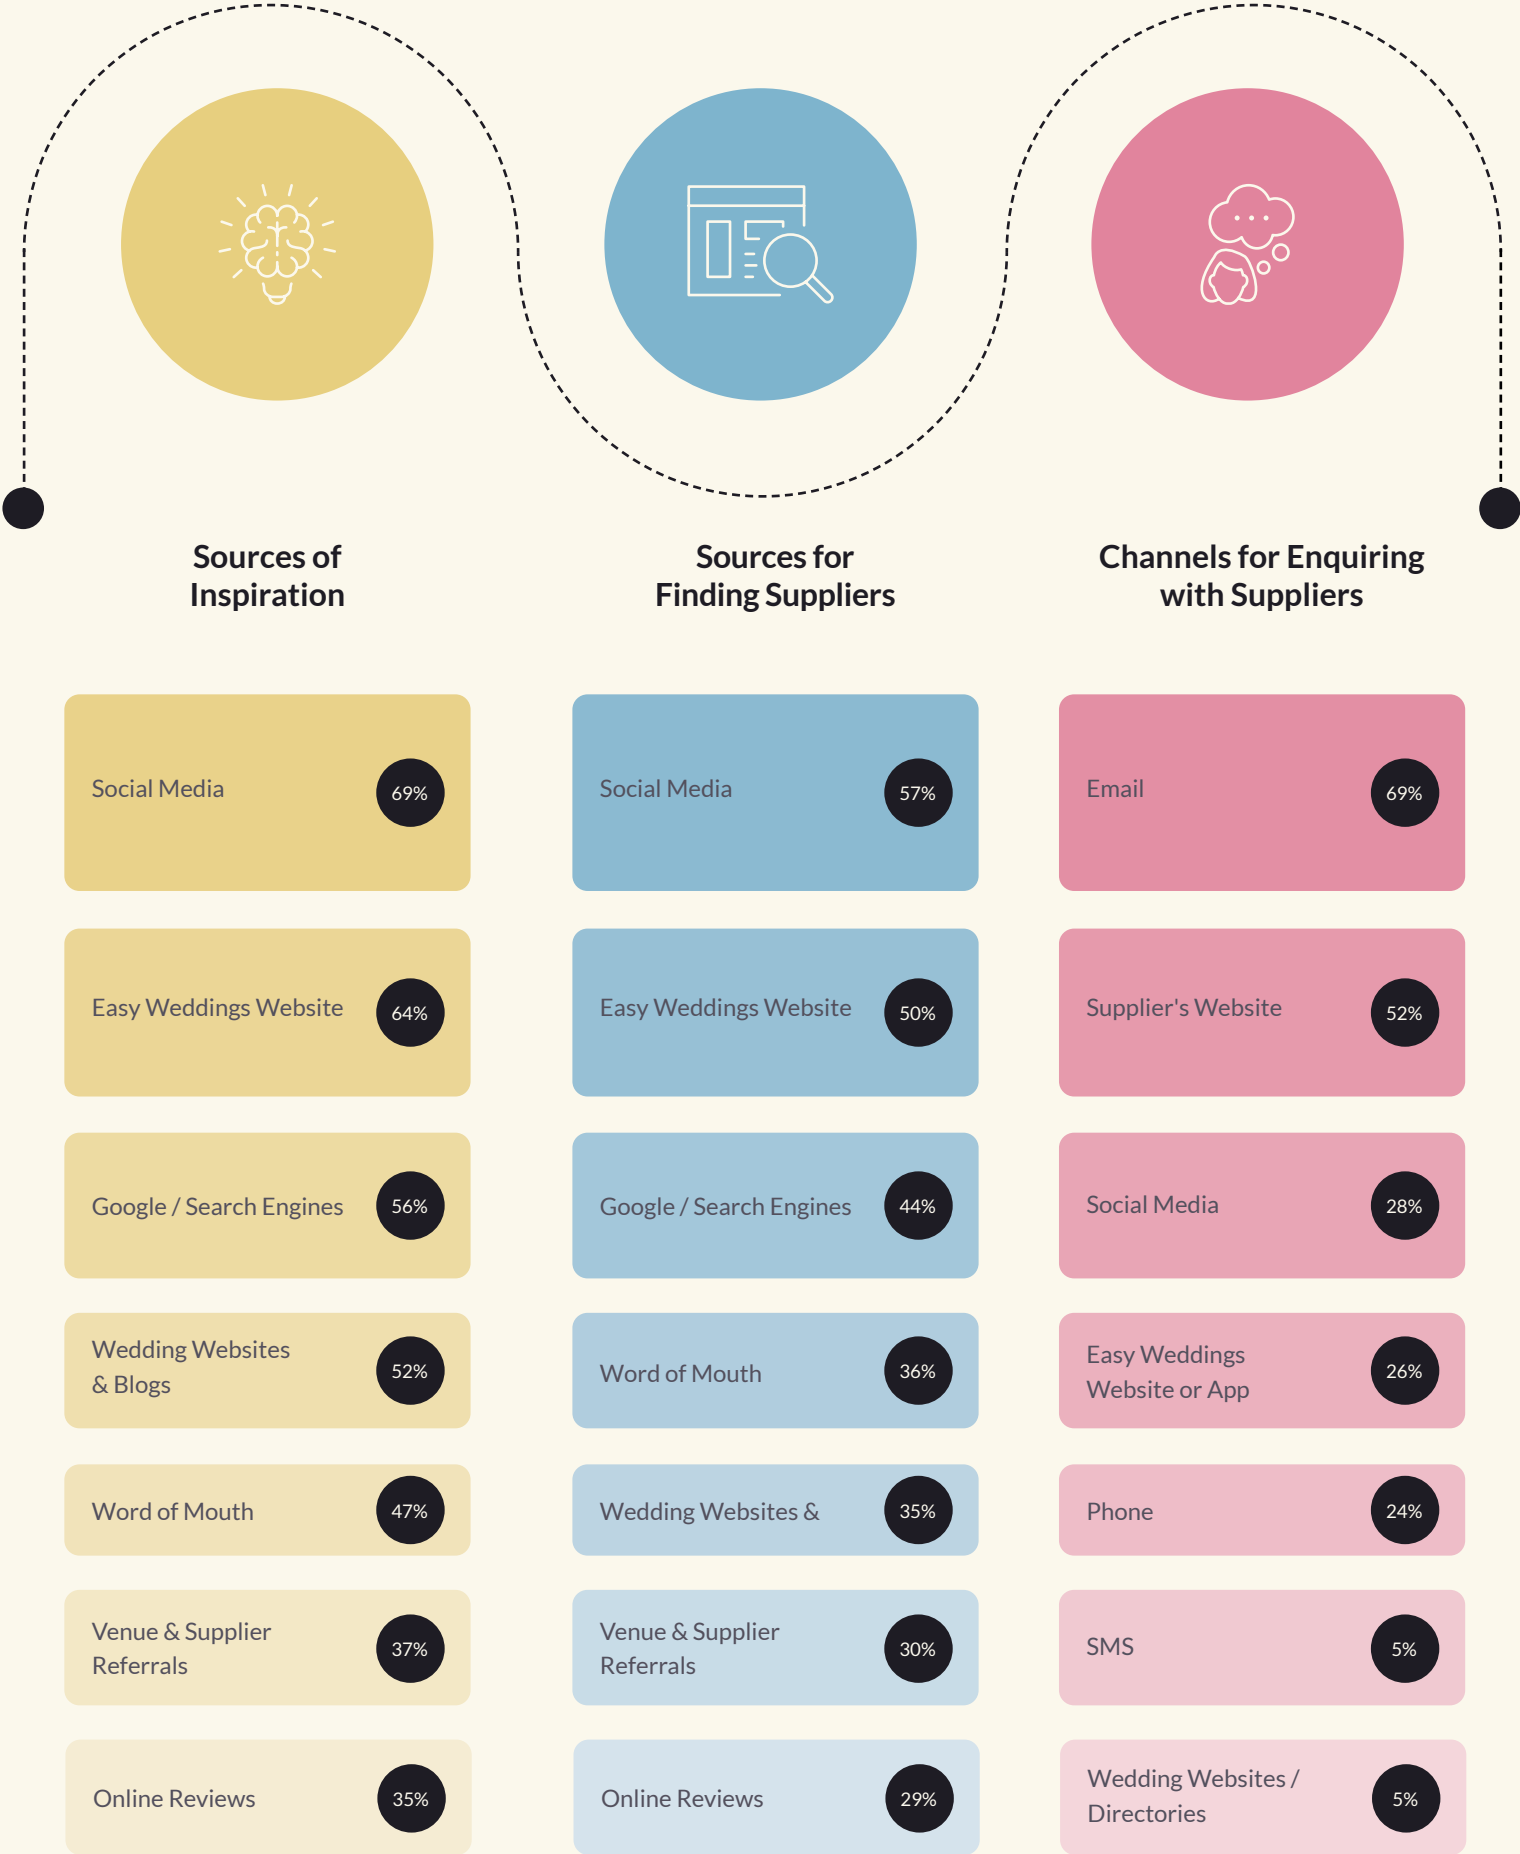 Sources of
Inspiration
Social Media
69%
Easy Weddings Website
64%
Google / Search Engines
56%
Wedding Websites
& Blogs
52%
Word of Mouth
47%
Venue & Supplier
Referrals
37%
Online Reviews
35%
Sources for
Finding Suppliers
Social Media
57%
Easy Weddings Website
50%
Google / Search Engines
44%
Word of Mouth
36%
Wedding Websites &
35%
Venue & Supplier
Referrals
30%
Online Reviews
29%
Channels for Enquiring
with Suppliers
Email
69%
Supplier's Website
52%
Social Media
28%
Easy Weddings
Website or App
26%
Phone
24%
SMS
5%
Wedding Websites /
Directories
5%